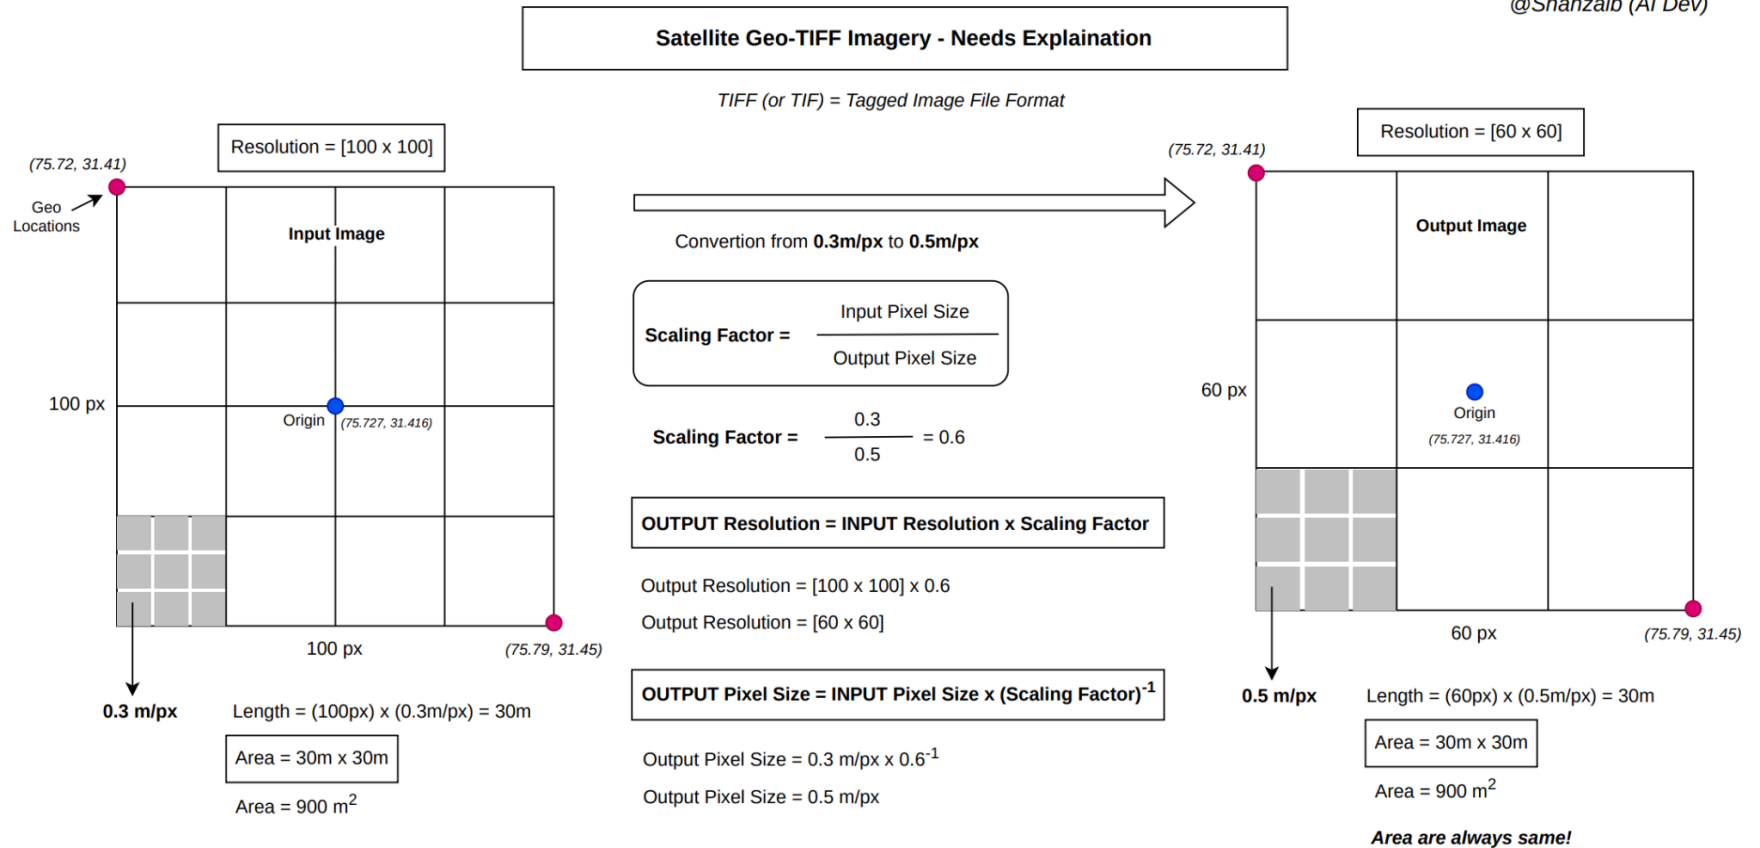 @Shahzaib (AI Dev)
Satellite Geo-TIFF Imagery - Needs Explaination
TIFF (or TIF) = Tagged Image File Format
Resolution = [100 x 100]
(75.72, 31.41)
Geo
Locations
Input Image
100 px
Origin
(75.727, 31.416)
100 px
(75.79, 31.45)
0.3 m/px
Length = (100px) x (0.3m/px) = 30m
Area = 30m x 30m
Area = 900 m²
Convertion from 0.3m/px to 0.5m/px
Scaling Factor =
Input Pixel Size
Output Pixel Size
Scaling Factor =
0.3
0.5
= 0.6
OUTPUT Resolution = INPUT Resolution x Scaling Factor
Output Resolution = [100 x 100] x 0.6
Output Resolution = [60 x 60]
OUTPUT Pixel Size = INPUT Pixel Size x (Scaling Factor)⁻¹
Output Pixel Size = 0.3 m/px x 0.6⁻¹
Output Pixel Size = 0.5 m/px
Resolution = [60 x 60]
(75.72, 31.41)
Output Image
60 px
Origin
(75.727, 31.416)
60 px
(75.79, 31.45)
0.5 m/px
Length = (60px) x (0.5m/px) = 30m
Area = 30m x 30m
Area = 900 m²
Area are always same!